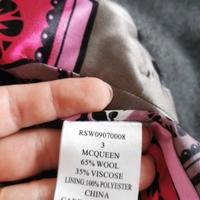 RSW09070008
3
MCQUEEN
65% WOOL
35% VISCOSE
LINING:100% POLYESTER
CHINA